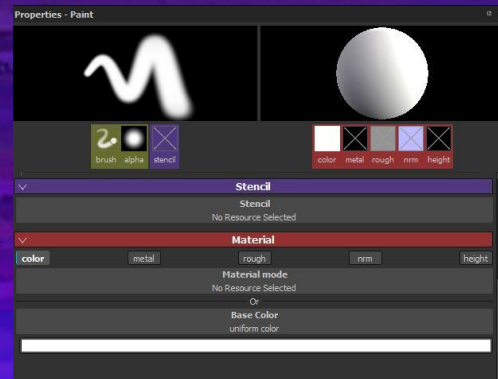 Properties - Paint
brush alpha stencil
color metal rough nrm height
Stencil
Stencil
No Resource Selected
Material
color metal rough nrm height
Material mode
No Resource Selected
Or
Base Color
uniform color